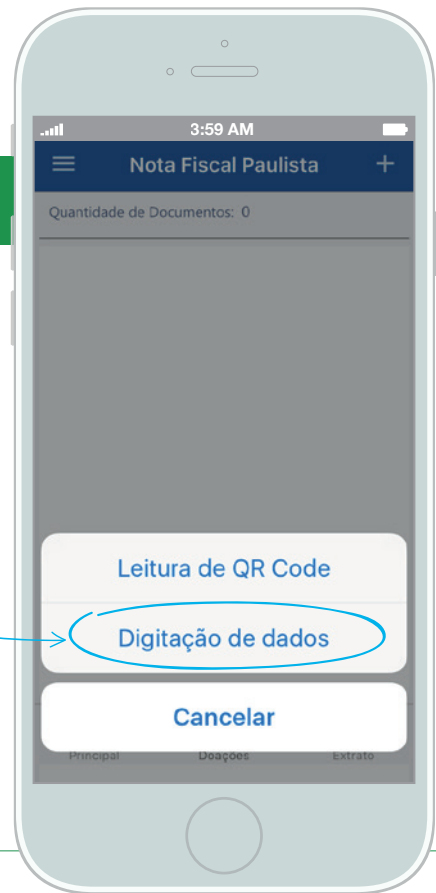 3:59 AM
Nota Fiscal Paulista +
Quantidade de Documentos: 0
Leitura de QR Code
Digitação de dados
Cancelar
Principal Doações Extrato